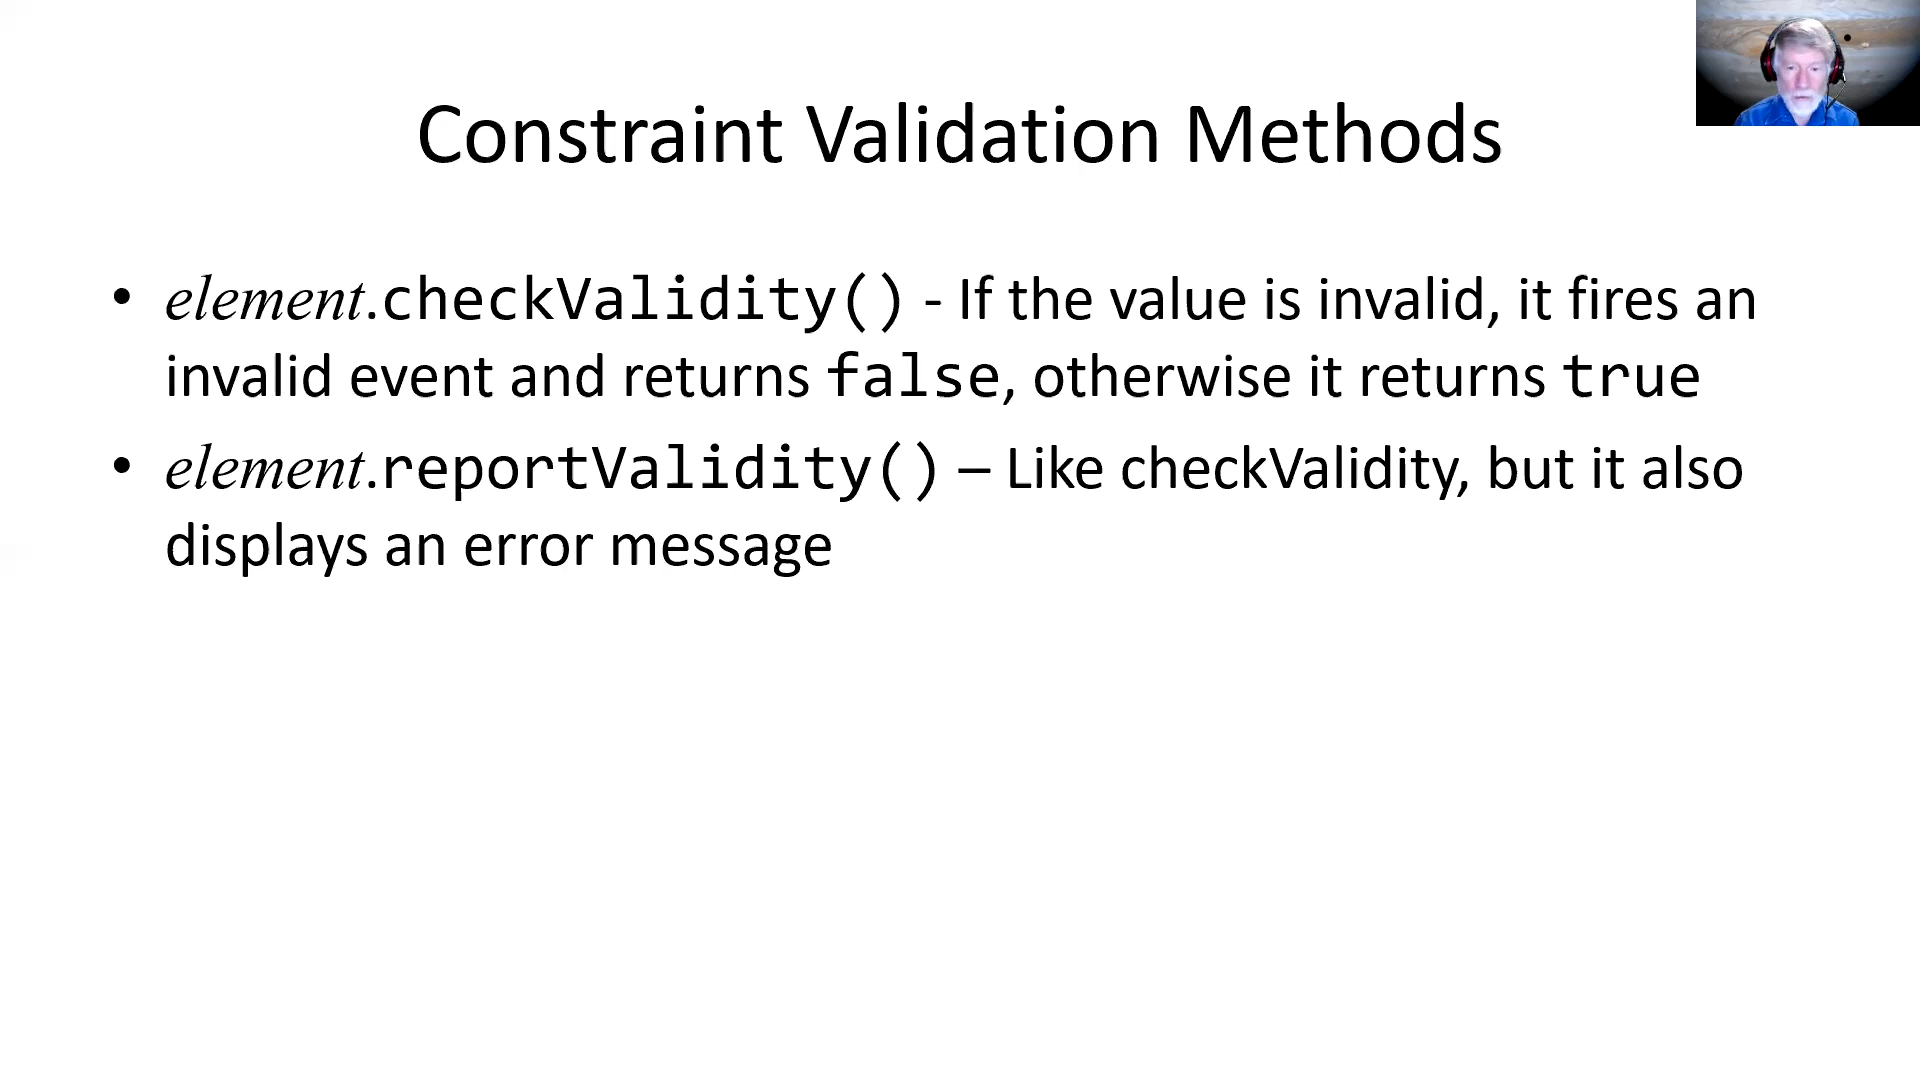 Constraint Validation Methods
• element.checkValidity() - If the value is invalid, it fires an
invalid event and returns false, otherwise it returns true
• element.reportValidity() – Like checkValidity, but it also
displays an error message